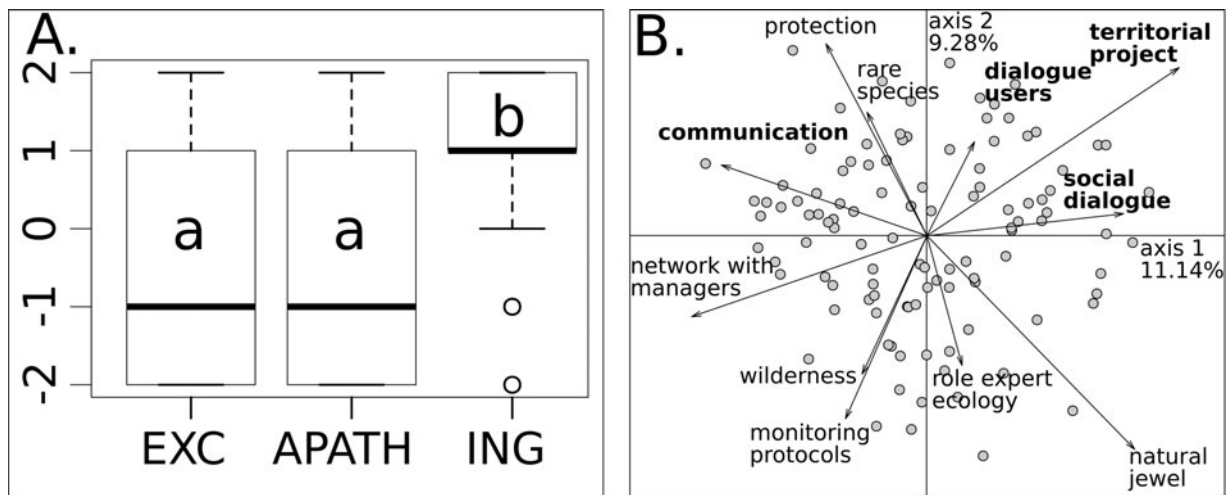 A.
2
1
0
-1
-2
a
a
b
EXC
APATH
ING
B.
protection
axis 2
9.28%
territorial
project
rare
species
dialogue
users
communication
social
dialogue
axis 1
11.14%
network with
managers
wilderness
role expert
ecology
monitoring
protocols
natural
jewel